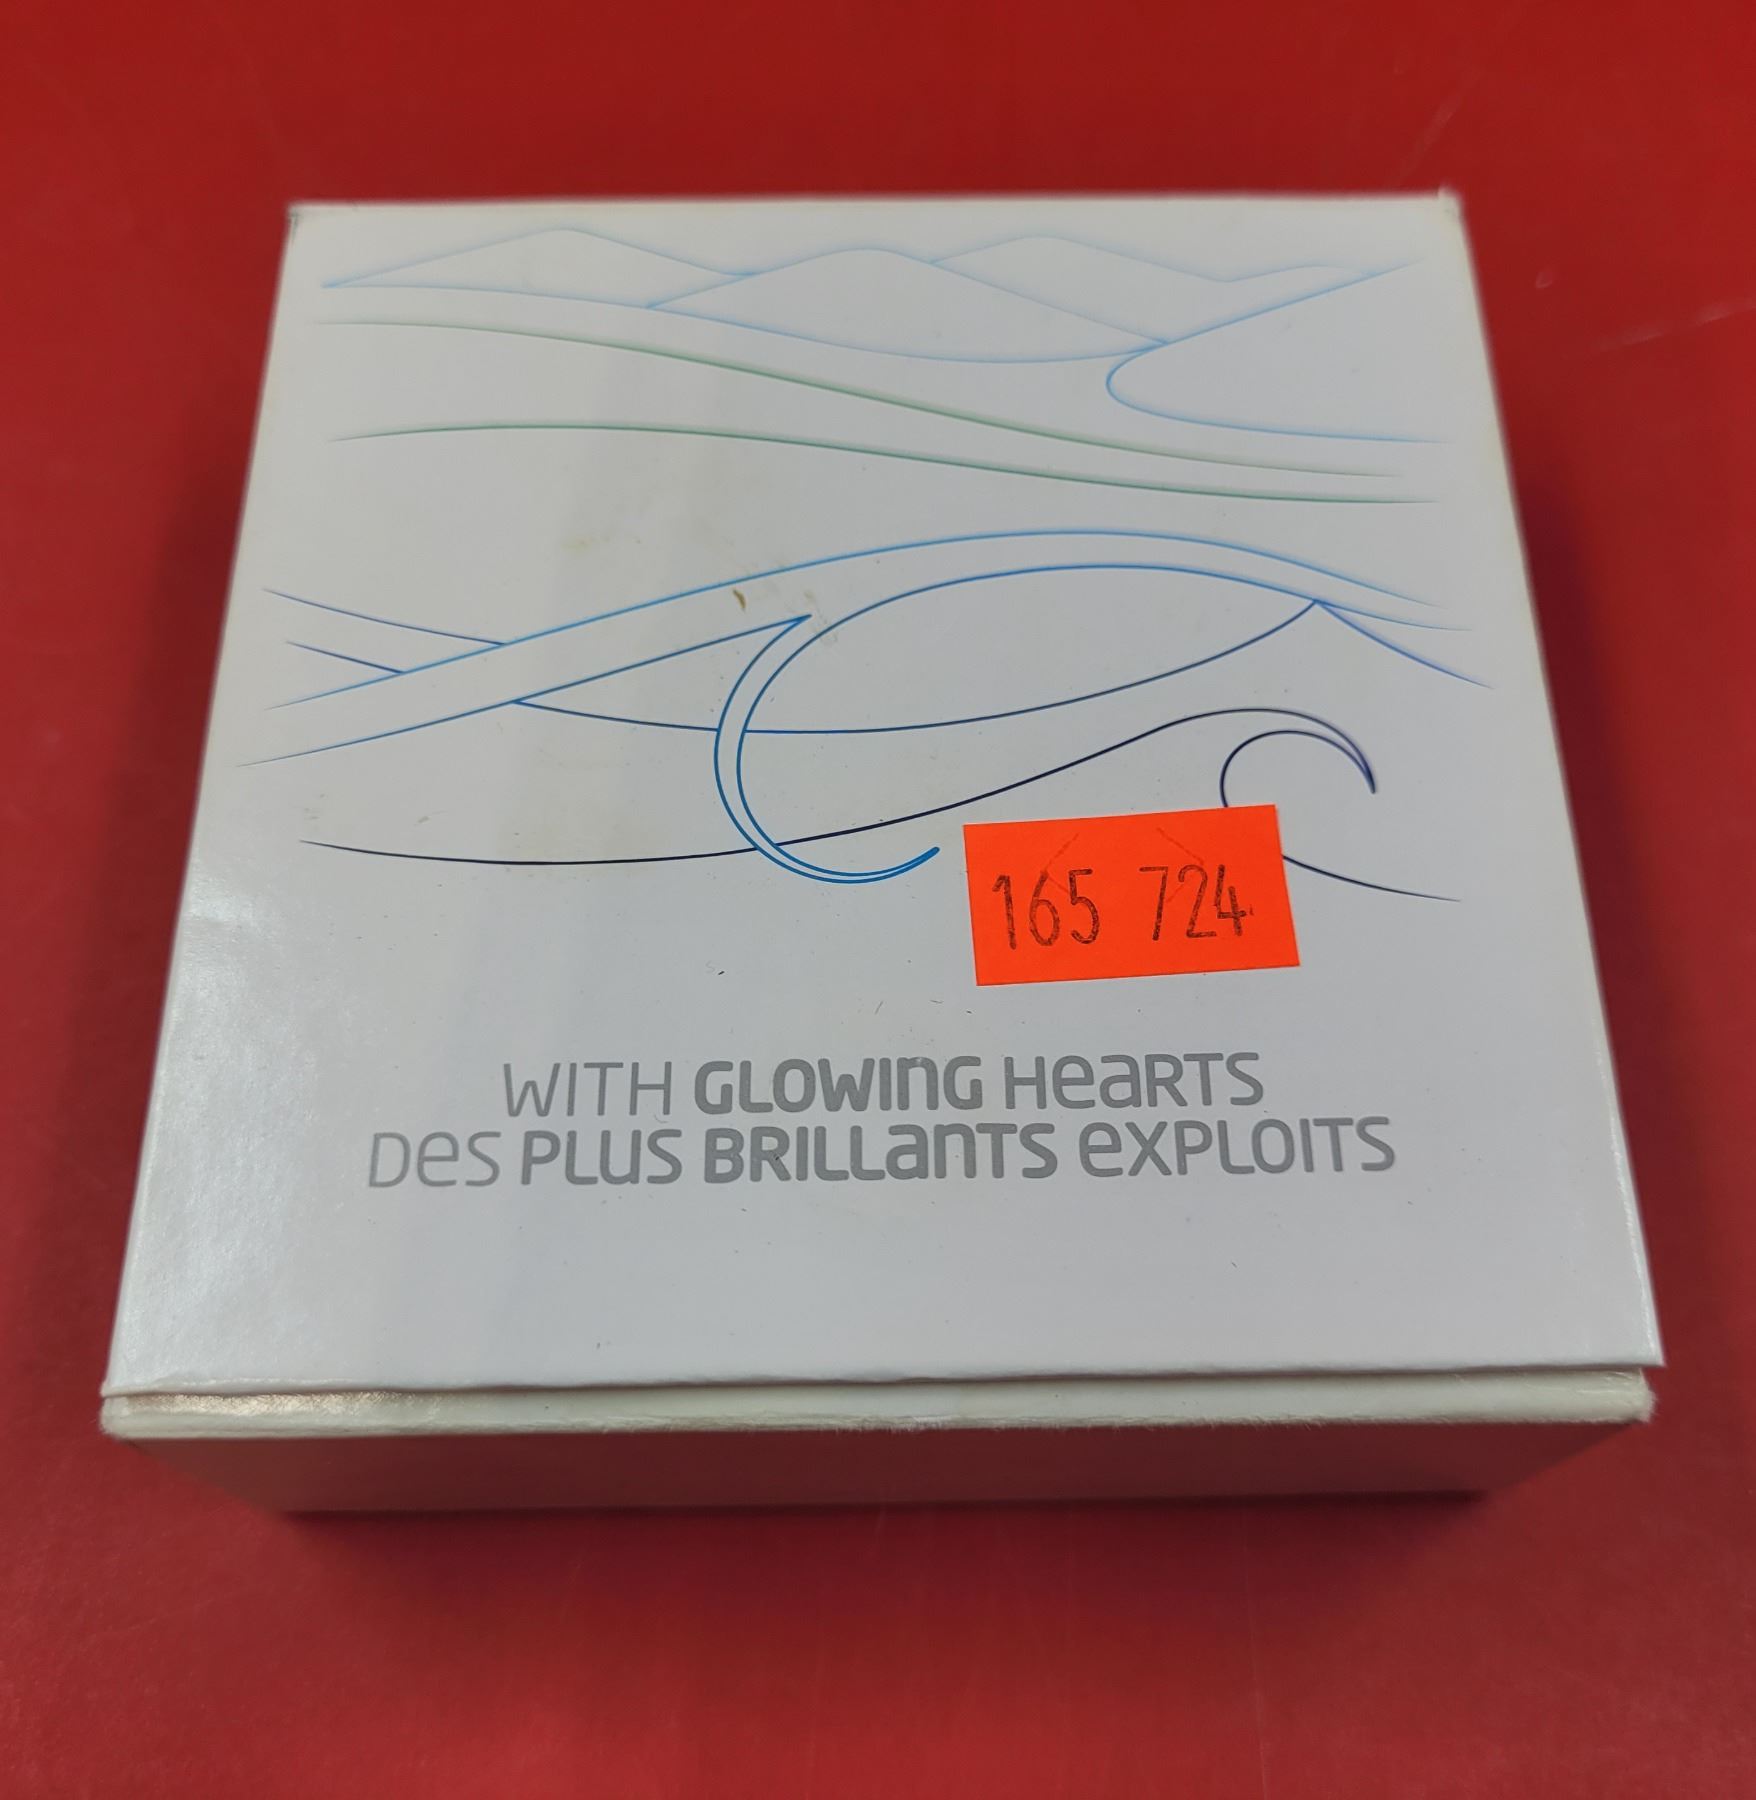 165 724
WITH GLOWING HEARTS
DES PLUS BRILLANTS EXPLOITS